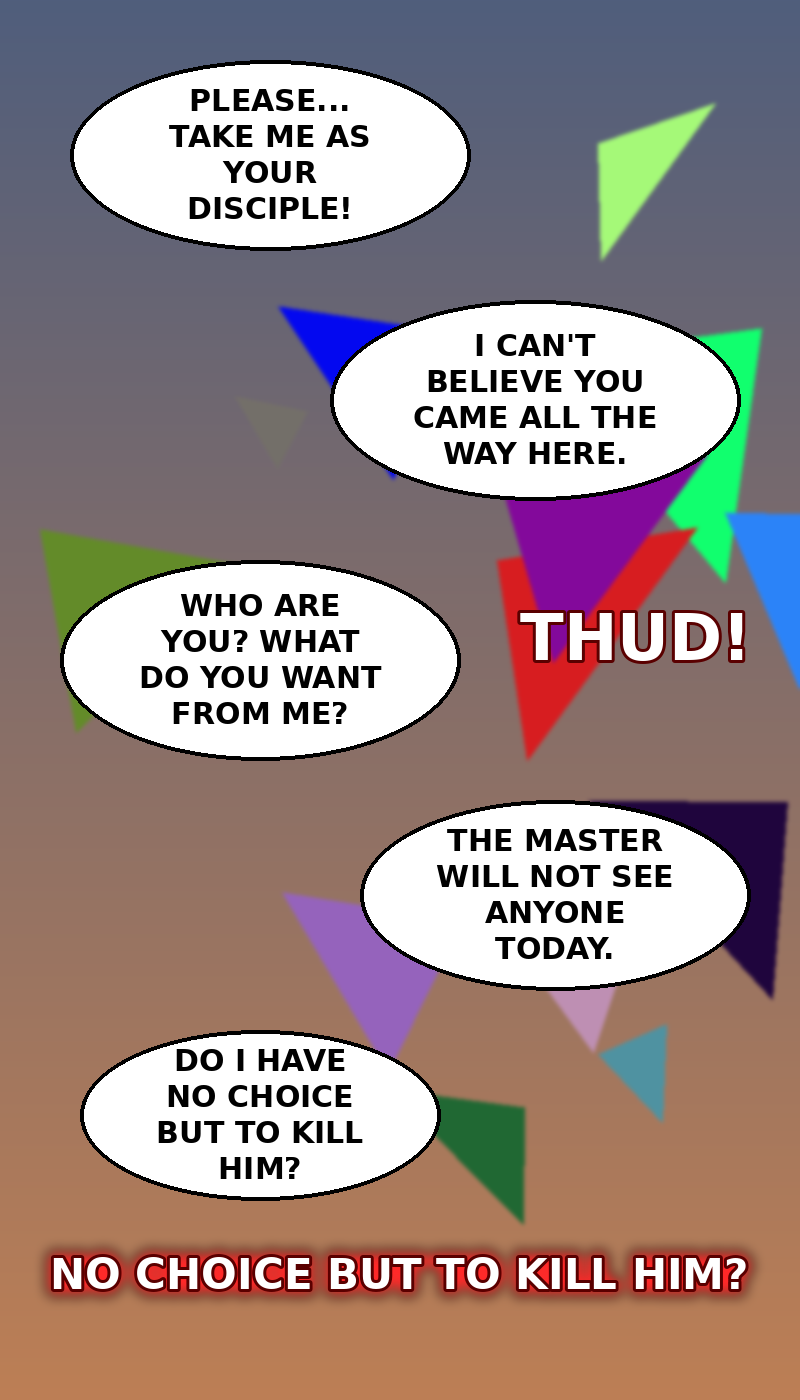 PLEASE...
TAKE ME AS
YOUR
DISCIPLE!
I CAN'T
BELIEVE YOU
CAME ALL THE
WAY HERE.
WHO ARE
YOU? WHAT
DO YOU WANT
FROM ME?
THUD!
THE MASTER
WILL NOT SEE
ANYONE
TODAY.
DO I HAVE
NO CHOICE
BUT TO KILL
HIM?
NO CHOICE BUT TO KILL HIM?